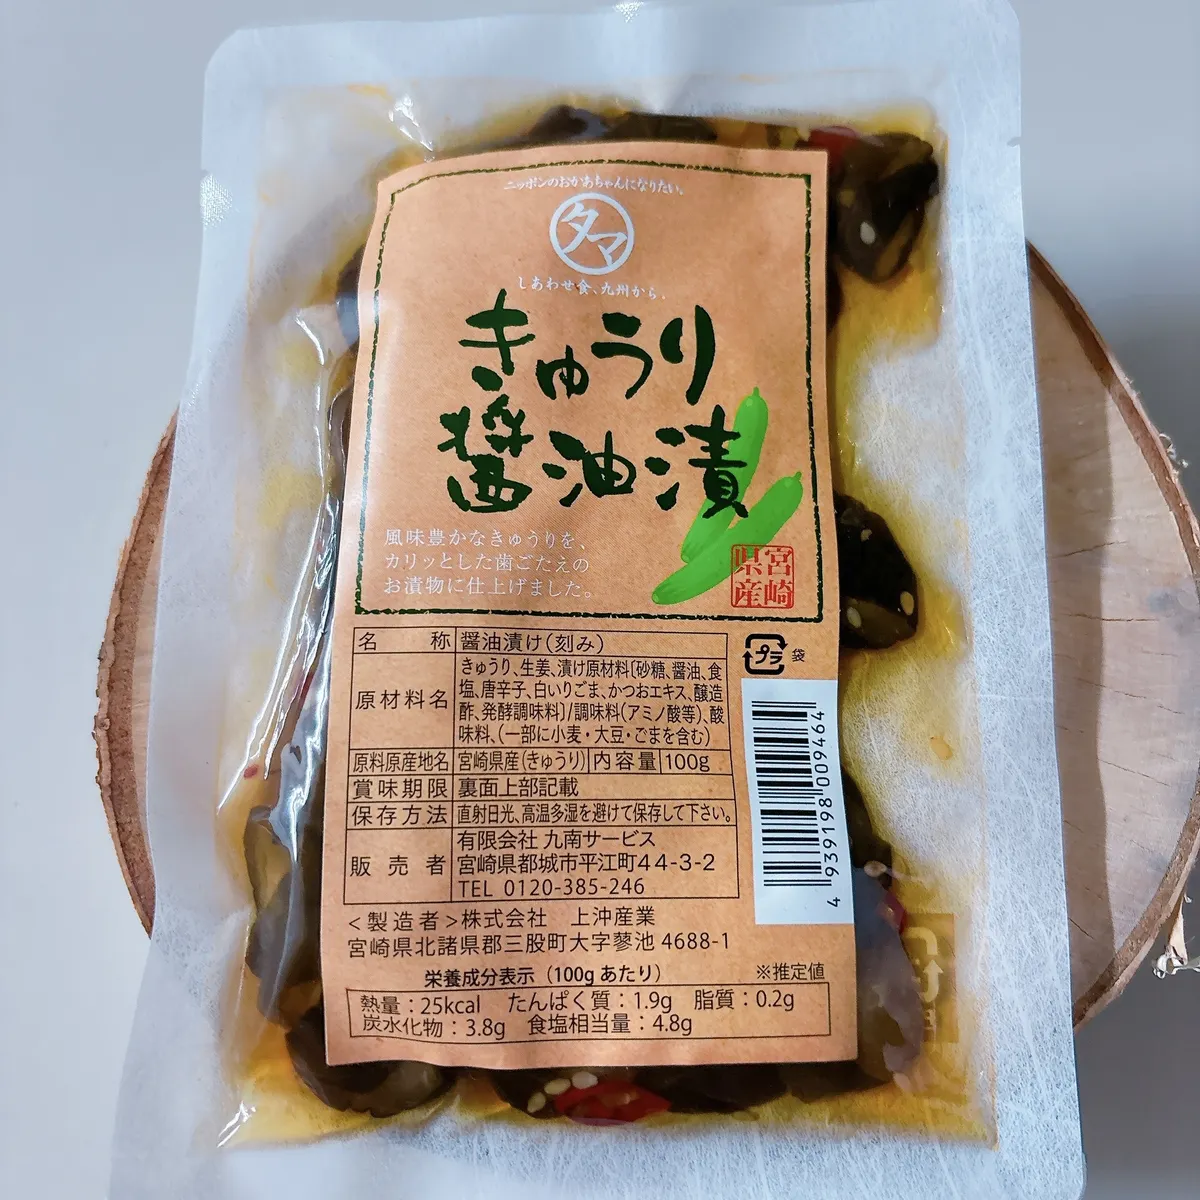 ニッポンのおかあちゃんになりたい。
タマ
しあわせ食、九州から。
きゅうり
醤油漬
風味豊かなきゅうりを、
カリッとした歯ごたえの
お漬物に仕上げました。
宮崎
県産
名 称 醤油漬け(刻み)
原材料名
きゅうり、生姜、漬け原材料〔砂糖、醤油、食
塩、唐辛子、白いりごま、かつおエキス、醸造
酢、発酵調味料〕/調味料(アミノ酸等)、酸
味料、(一部に小麦・大豆・ごまを含む)
原料原産地名 宮崎県産(きゅうり) 内容量 100g
賞味期限 裏面上部記載
保存方法 直射日光、高温多湿を避けて保存して下さい。
販売者
有限会社 九南サービス
宮崎県都城市平江町44-3-2
TEL 0120-385-246
プラ 袋
4 939198 009464
<製造者>株式会社 上沖産業
宮崎県北諸県郡三股町大字蓼池 4688-1
栄養成分表示(100gあたり) ※推定値
熱量:25kcal たんぱく質:1.9g 脂質:0.2g
炭水化物:3.8g 食塩相当量:4.8g